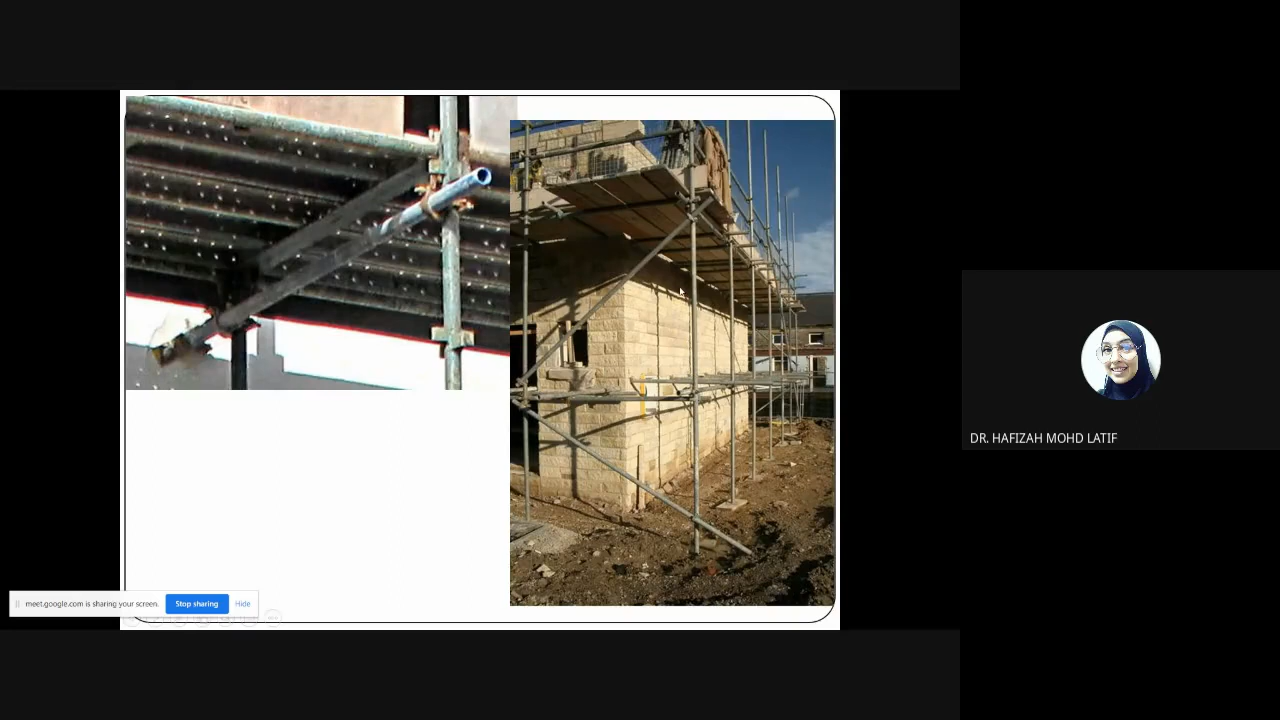 DR. HAFIZAH MOHD LATIF
meet.google.com is sharing your screen.
Stop sharing
Hide